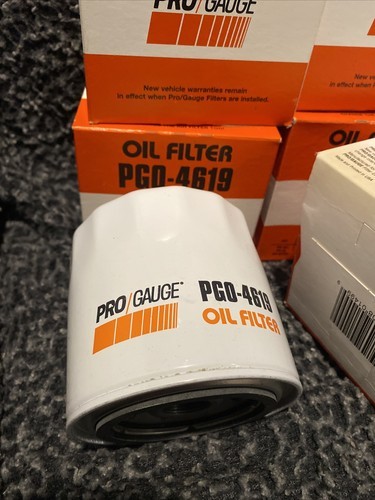 PRO/GAUGE
New vehicle warranties remain
in effect when Pro/Gauge Filters are installed.
OIL FILTER
PGO-4619
PRO/GAUGE®
PGO-4619
OIL FILTER